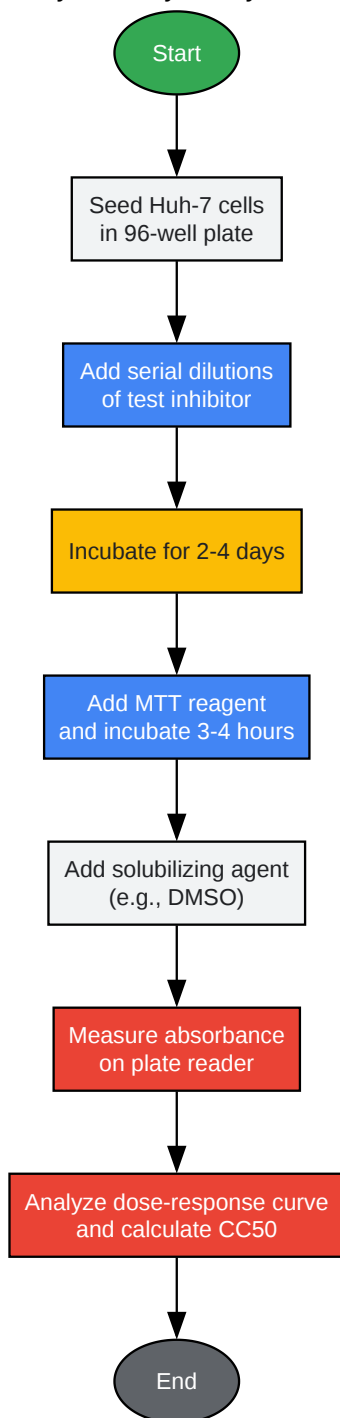 Start
Seed Huh-7 cells
in 96-well plate
Add serial dilutions
of test inhibitor
Incubate for 2-4 days
Add MTT reagent
and incubate 3-4 hours
Add solubilizing agent
(e.g., DMSO)
Measure absorbance
on plate reader
Analyze dose-response curve
and calculate CC50
End